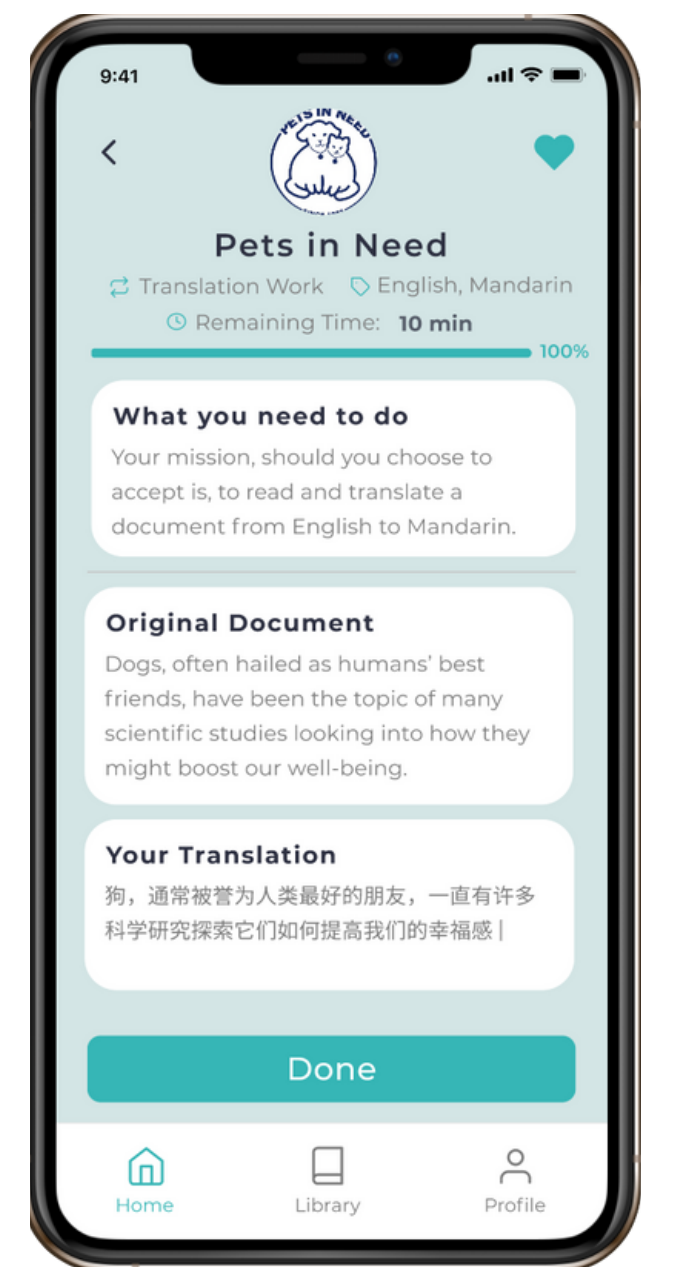 9:41
PETS IN NEED
Pets in Need
Translation Work English, Mandarin
Remaining Time: 10 min
100%
What you need to do
Your mission, should you choose to
accept is, to read and translate a
document from English to Mandarin.
Original Document
Dogs, often hailed as humans’ best
friends, have been the topic of many
scientific studies looking into how they
might boost our well-being.
Your Translation
狗，通常被誉为人类最好的朋友，一直有许多
科学研究探索它们如何提高我们的幸福感
Done
Home Library Profile